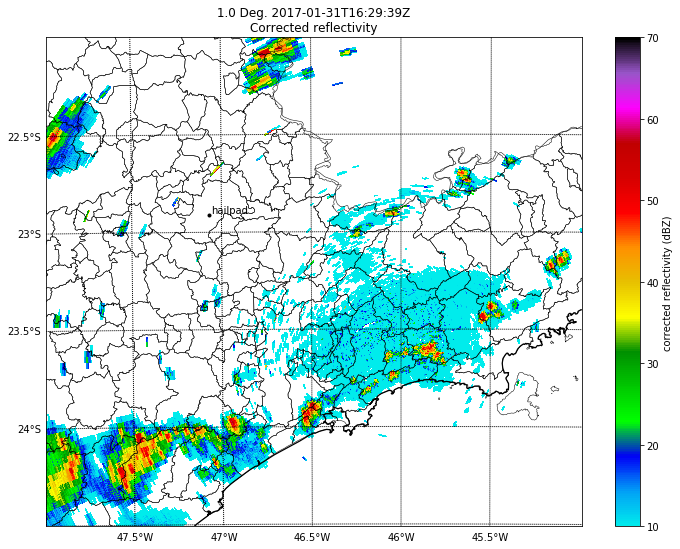 1.0 Deg. 2017-01-31T16:29:39Z
Corrected reflectivity
70
60
50
40
30
20
10
corrected reflectivity (dBZ)
22.5°S
23°S
23.5°S
24°S
hailpad
47.5°W
47°W
46.5°W
46°W
45.5°W